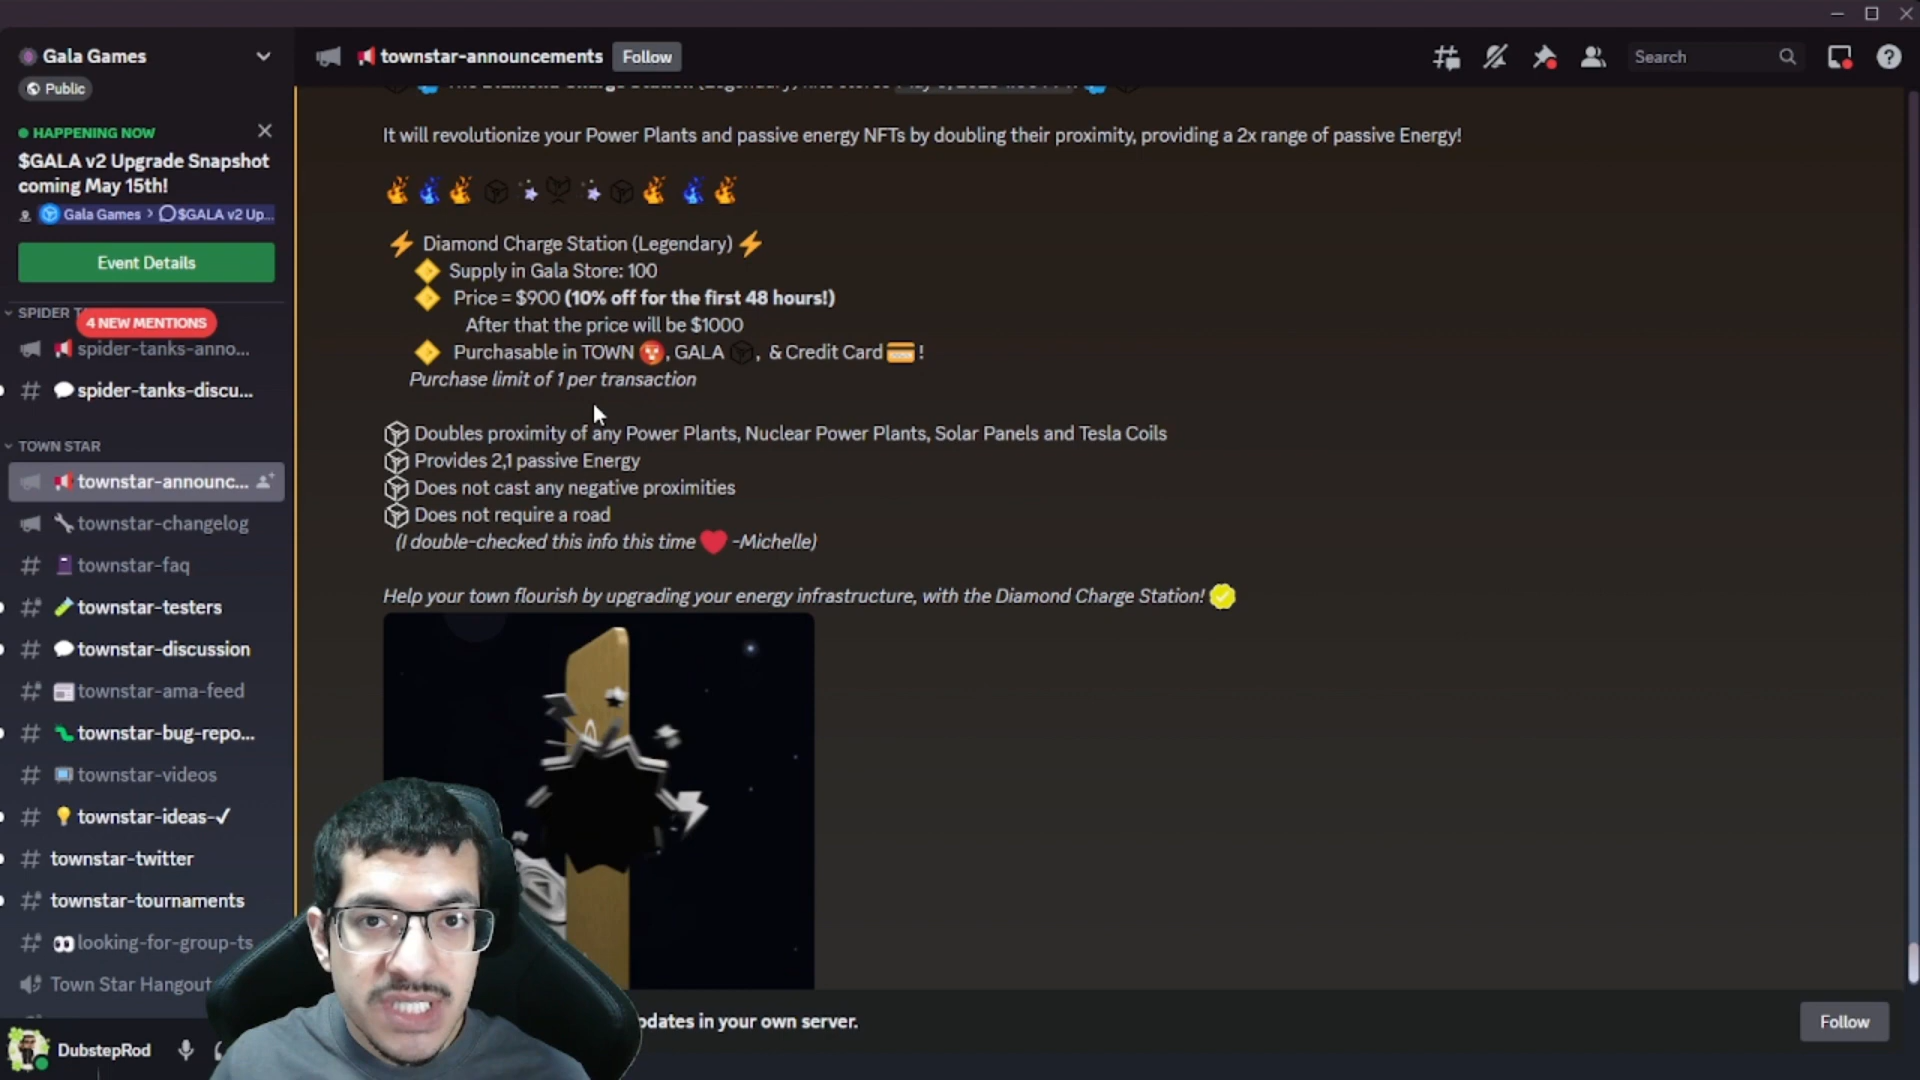 Gala Games
Public
HAPPENING NOW
$GALA v2 Upgrade Snapshot
coming May 15th!
Gala Games > $GALA v2 Up...
Event Details
SPIDER T
4 NEW MENTIONS
spider-tanks-anno...
spider-tanks-discu...
TOWN STAR
townstar-announc...
townstar-changelog
townstar-faq
townstar-testers
townstar-discussion
townstar-ama-feed
townstar-bug-repo...
townstar-videos
townstar-ideas-✓
townstar-twitter
townstar-tournaments
looking-for-group-ts
Town Star Hangout
DubstepRod
townstar-announcements
Follow
Search
It will revolutionize your Power Plants and passive energy NFTs by doubling their proximity, providing a 2x range of passive Energy!
Diamond Charge Station (Legendary)
Supply in Gala Store: 100
Price = $900 (10% off for the first 48 hours!)
After that the price will be $1000
Purchasable in TOWN , GALA , & Credit Card !
Purchase limit of 1 per transaction
Doubles proximity of any Power Plants, Nuclear Power Plants, Solar Panels and Tesla Coils
Provides 2,1 passive Energy
Does not cast any negative proximities
Does not require a road
(I double-checked this info this time ❤️ -Michelle)
Help your town flourish by upgrading your energy infrastructure, with the Diamond Charge Station!
pdates in your own server.
Follow